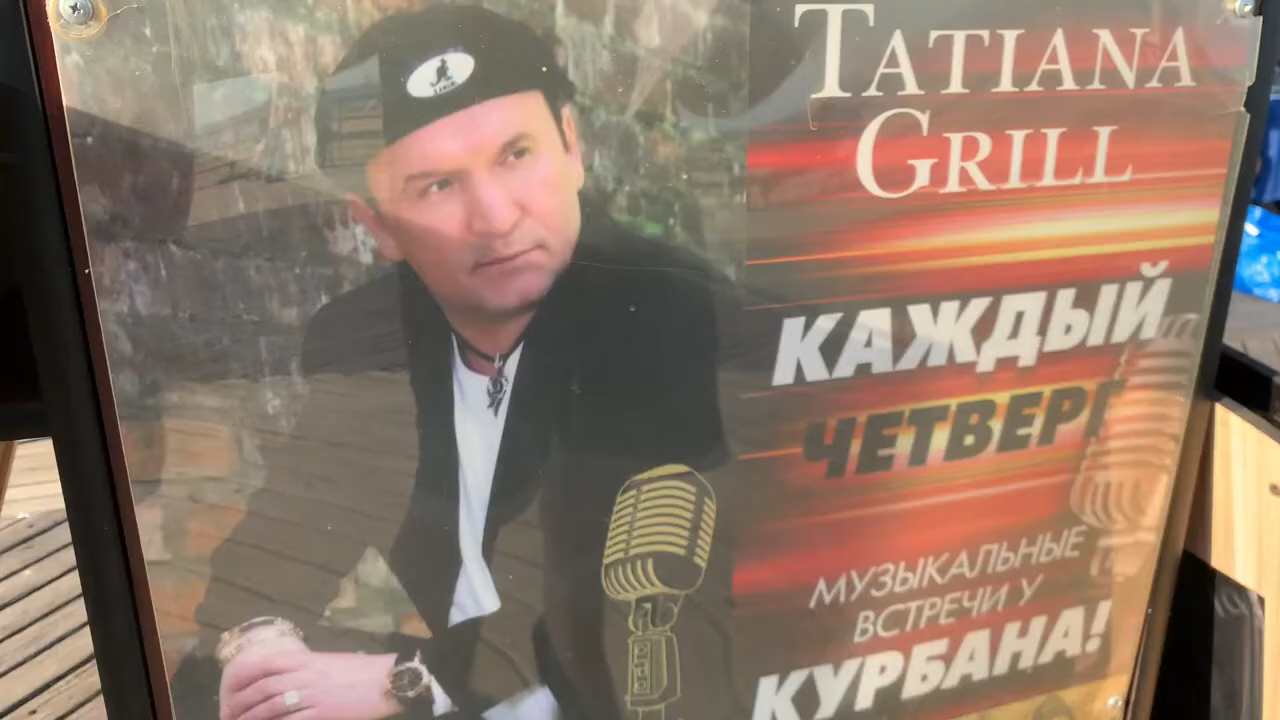 TATIANA
GRILL
КАЖДЫЙ
ЧЕТВЕРГ
МУЗЫКАЛЬНЫЕ
ВСТРЕЧИ У
КУРБАНА!